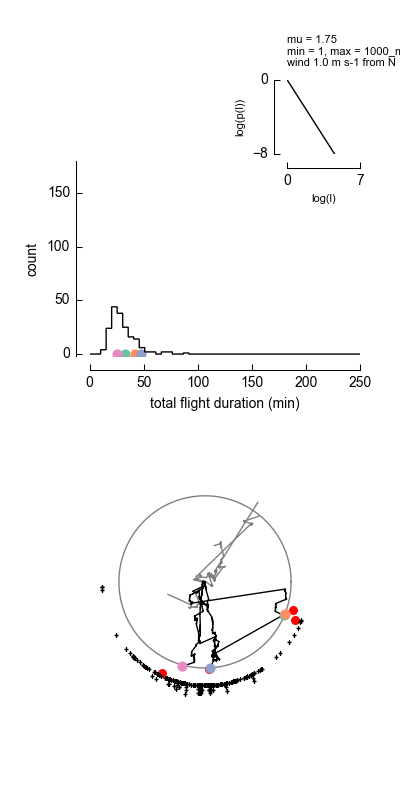 mu = 1.75
min = 1, max = 1000_m
wind 1.0 m s-1 from N
0
log(p(l))
−8
0 7
log(l)
150
100
50
0
count
0 50 100 150 200 250
total flight duration (min)